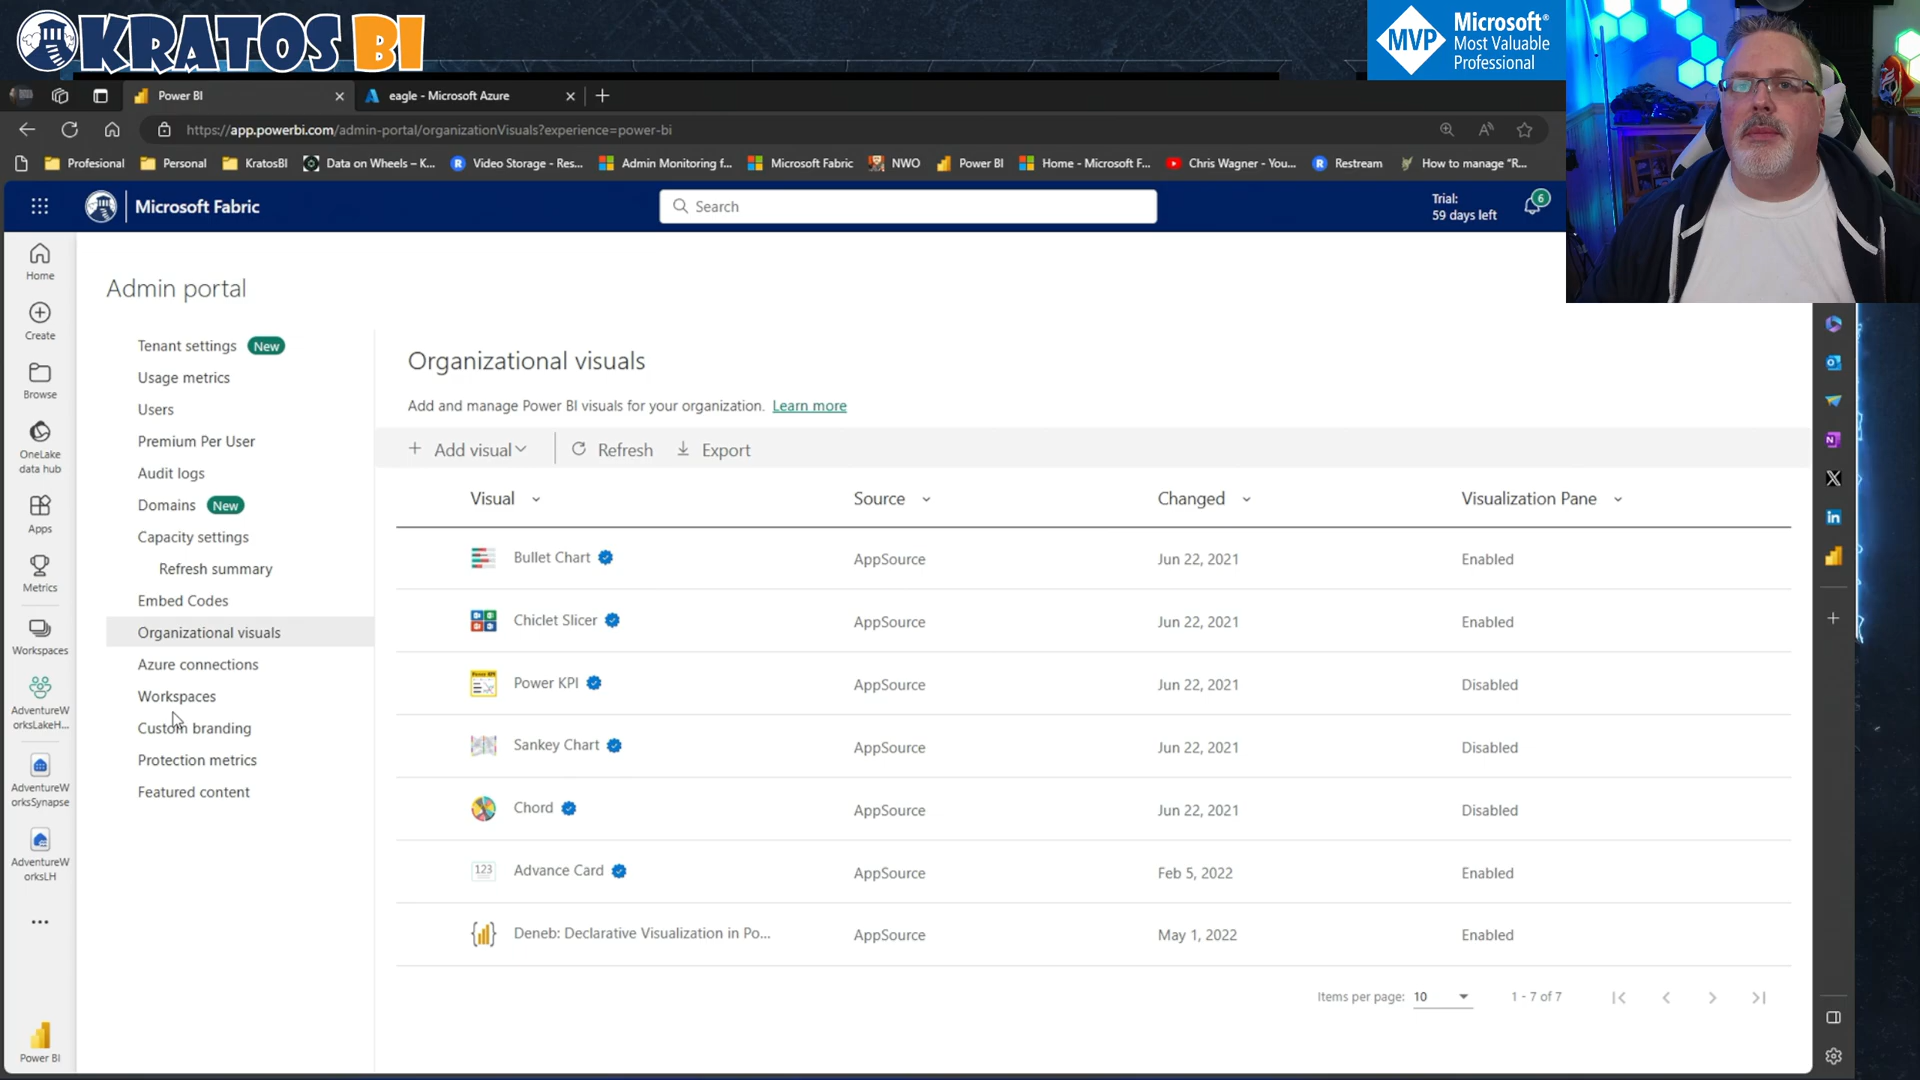 KRATOS BI
MVP
Microsoft®
Most Valuable
Professional
Power BI
eagle - Microsoft Azure
https://app.powerbi.com/admin-portal/organizationVisuals?experience=power-bi
Profesional
Personal
KratosBI
Data on Wheels – K...
Video Storage - Res...
Admin Monitoring f...
Microsoft Fabric
NWO
Power BI
Home - Microsoft F...
Chris Wagner - You...
Restream
How to manage "R...
Microsoft Fabric
Search
Trial:
59 days left
6
Home
Create
Browse
OneLake
data hub
Apps
Metrics
Workspaces
AdventureW
orksLakeH...
AdventureW
orksSynapse
AdventureW
orksLH
Power BI
Admin portal
Tenant settings New
Usage metrics
Users
Premium Per User
Audit logs
Domains New
Capacity settings
Refresh summary
Embed Codes
Organizational visuals
Azure connections
Workspaces
Custom branding
Protection metrics
Featured content
Organizational visuals
Add and manage Power BI visuals for your organization. Learn more
Add visual
Refresh
Export
Visual Source Changed Visualization Pane
Bullet Chart AppSource Jun 22, 2021 Enabled
Chiclet Slicer AppSource Jun 22, 2021 Enabled
Power KPI AppSource Jun 22, 2021 Disabled
Sankey Chart AppSource Jun 22, 2021 Disabled
Chord AppSource Jun 22, 2021 Disabled
123
Advance Card AppSource Feb 5, 2022 Enabled
Deneb: Declarative Visualization in Po... AppSource May 1, 2022 Enabled
Items per page: 10 1 - 7 of 7